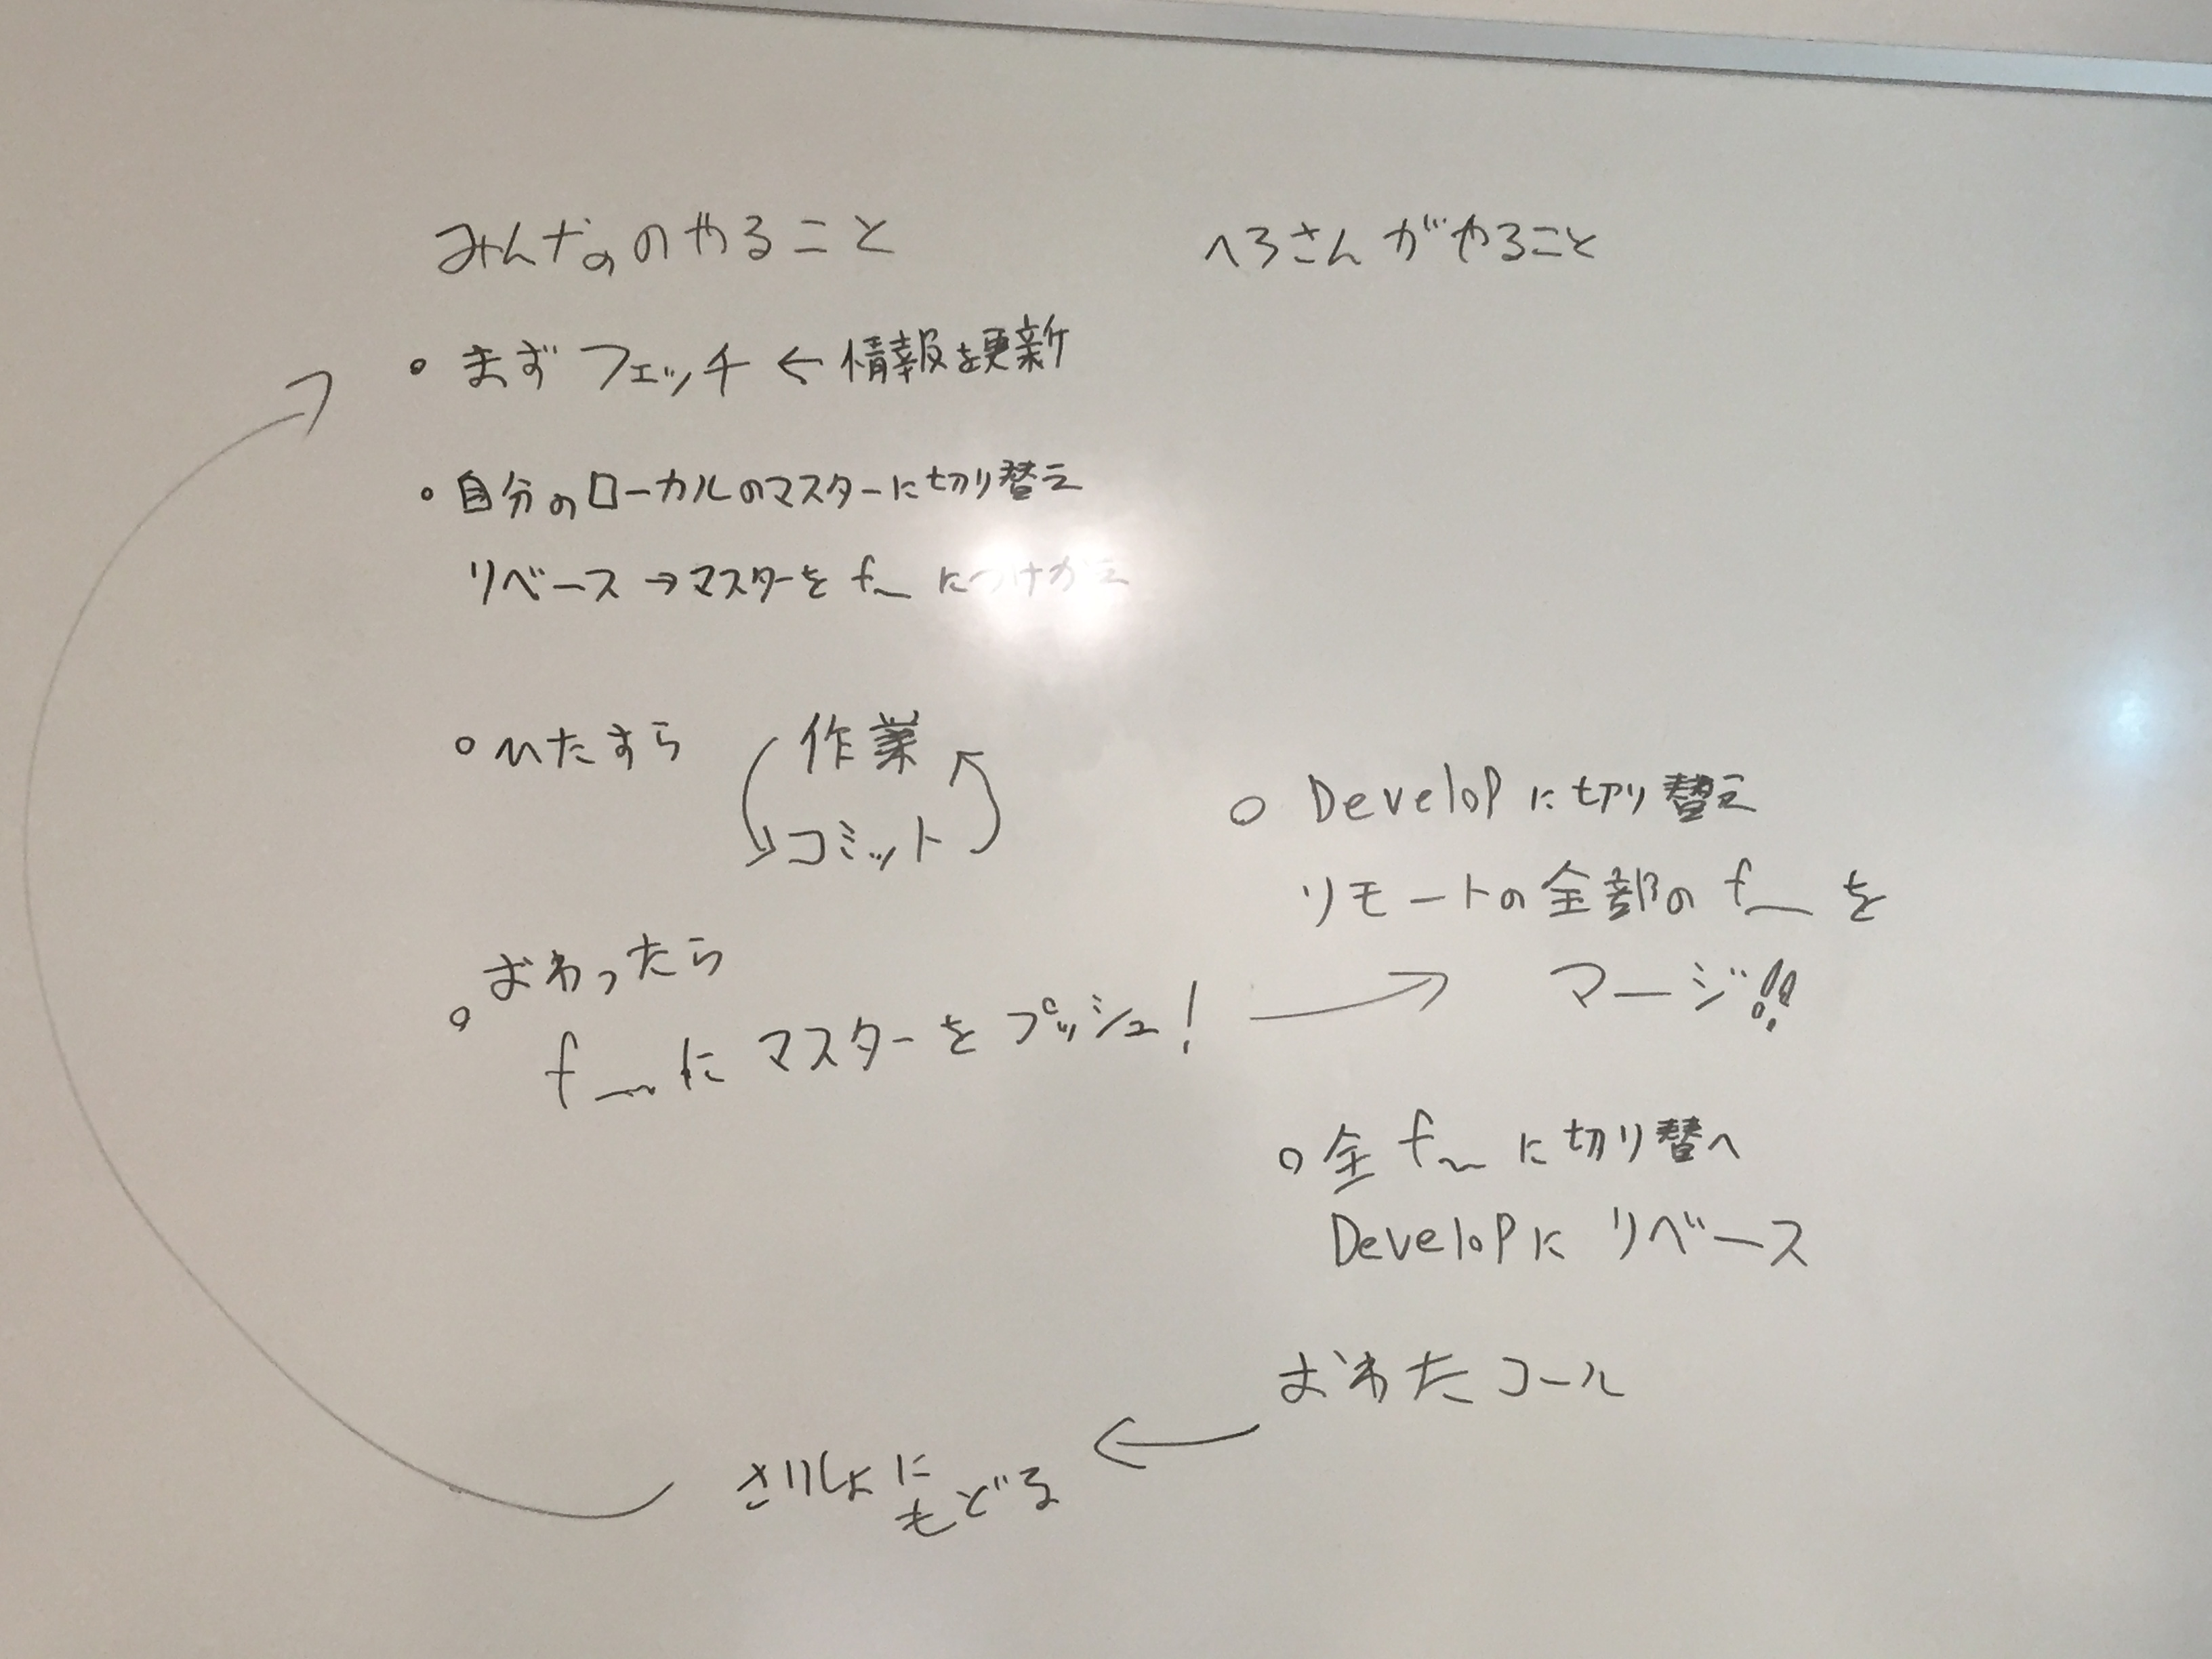 みんなのやること
・まずフェッチ ← 情報を更新
・自分のローカルのマスターに切り替え
リベース → マスターを f_ につけかえ
・ひたすら 作業
コミット
・おわったら
f_ に マスターを プッシュ!
さいしょに
もどる
へろさんがやること
○ Develop に切り替え
リモートの全部の f_ を
マージ!!
○ 全 f_ に切り替へ
Develop に リベース
おわたコール